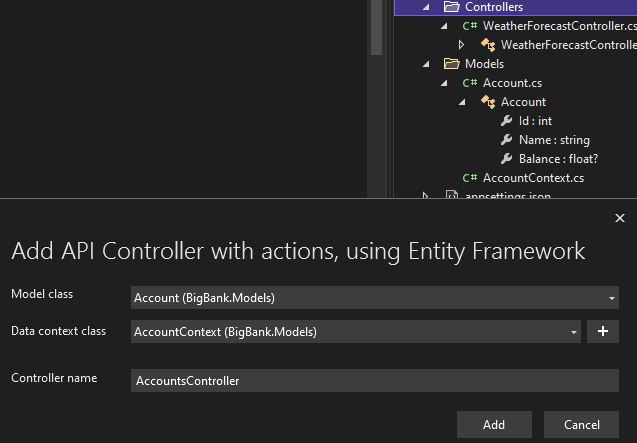 Controllers
C# WeatherForecastController.cs
WeatherForecastControlle
Models
C# Account.cs
Account
Id : int
Name : string
Balance : float?
C# AccountContext.cs
appsettings.json
Add API Controller with actions, using Entity Framework
Model class
Account (BigBank.Models)
Data context class
AccountContext (BigBank.Models)
Controller name
AccountsController
Add Cancel